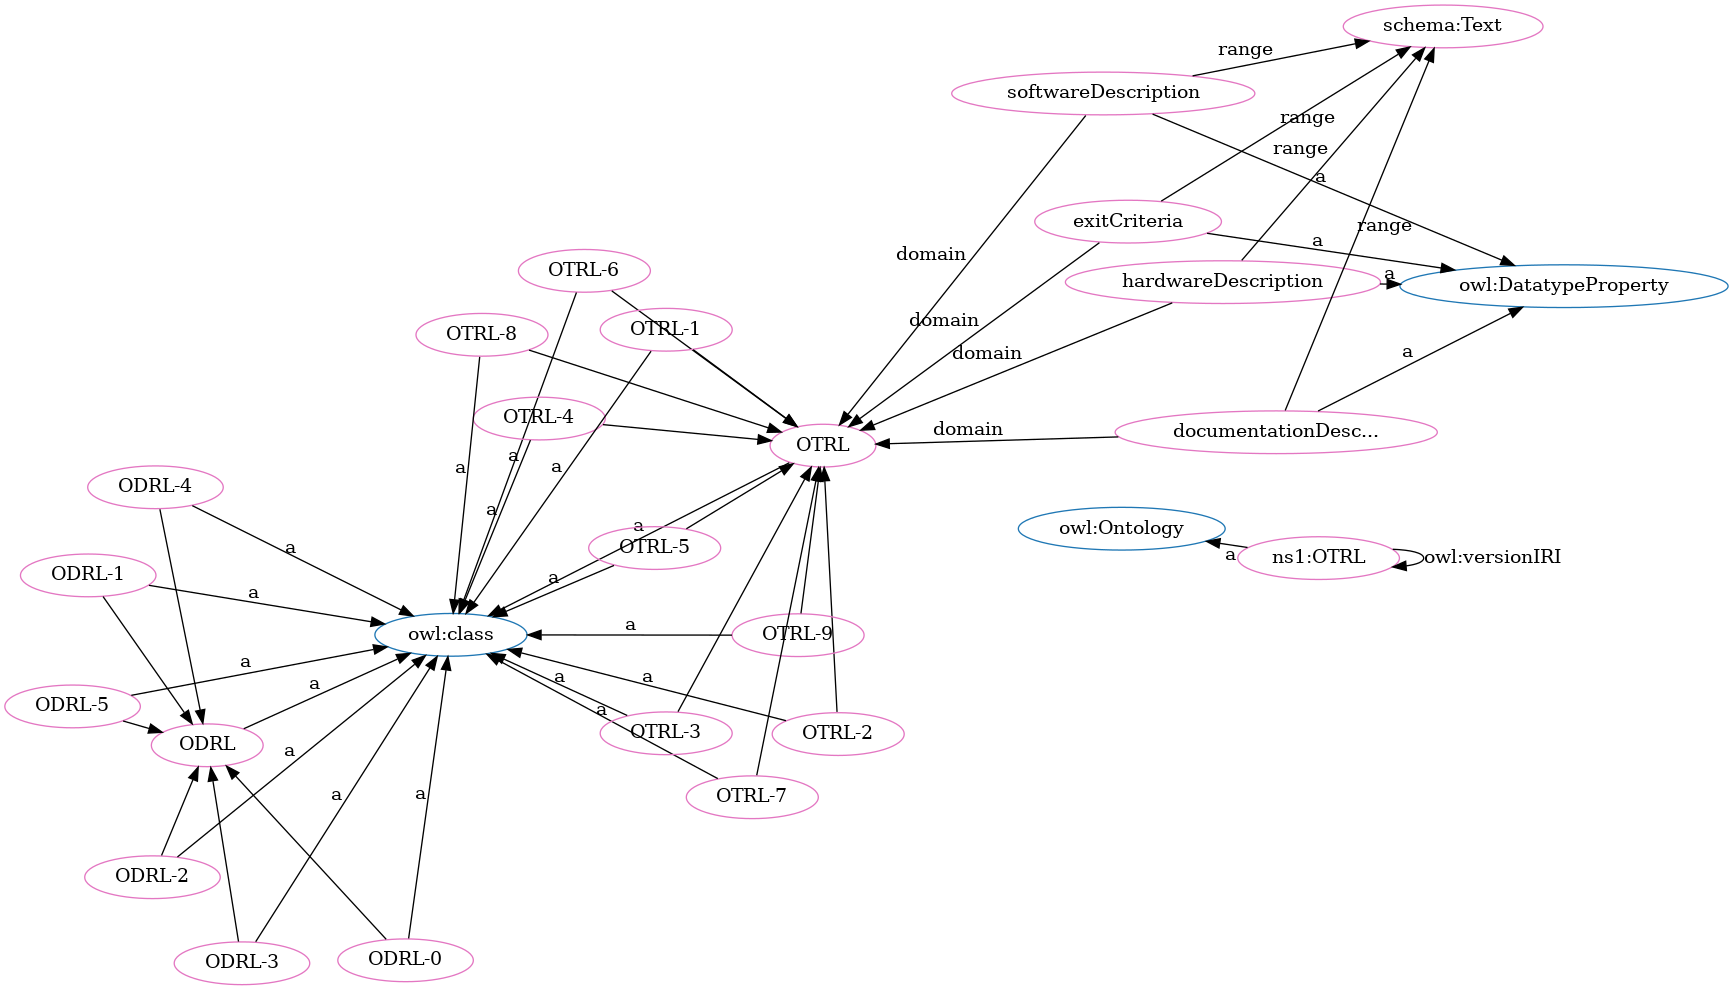 schema:Text
range
softwareDescription
range
range
a
exitCriteria
range
a
domain
OTRL-6
hardwareDescription
a
owl:DatatypeProperty
domain
OTRL-8
OTRL-1
domain
a
OTRL-4
domain
documentationDesc...
OTRL
a
a
a
ODRL-4
a
a
owl:Ontology
a
OTRL-5
a
ns1:OTRL
owl:versionIRI
ODRL-1
a
a
owl:class
a
OTRL-9
a
a
a
a
ODRL-5
a
OTRL-3
OTRL-2
ODRL
a
a
a
OTRL-7
ODRL-2
ODRL-3
ODRL-0